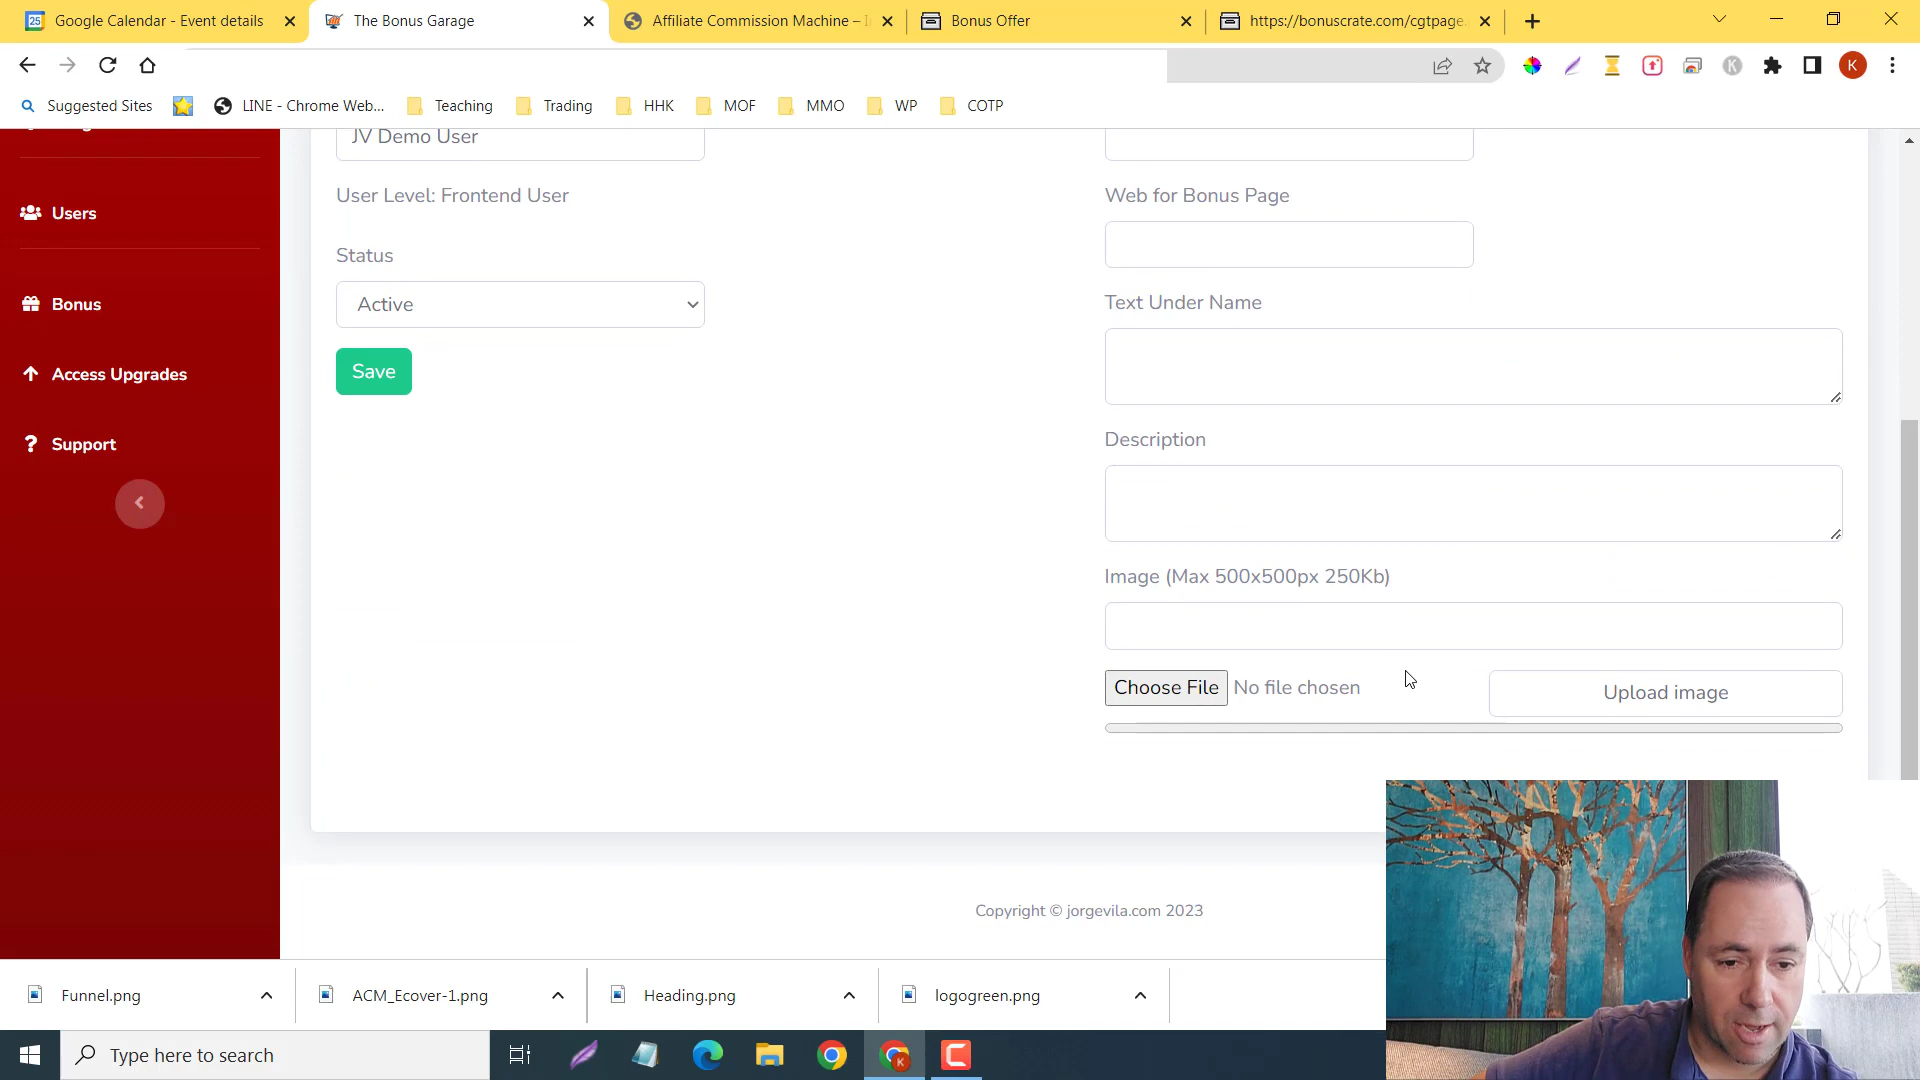 Google Calendar - Event details
The Bonus Garage
Affiliate Commission Machine – I
Bonus Offer
https://bonuscrate.com/cgtpage.
K
K
Suggested Sites
LINE - Chrome Web...
Teaching
Trading
HHK
MOF
MMO
WP
COTP
JV Demo User
Users
User Level: Frontend User
Web for Bonus Page
Status
Bonus
Active
Text Under Name
Access Upgrades
Save
Support
Description
Image (Max 500x500px 250Kb)
Choose File
No file chosen
Upload image
Copyright © jorgevila.com 2023
Funnel.png
ACM_Ecover-1.png
Heading.png
logogreen.png
Type here to search